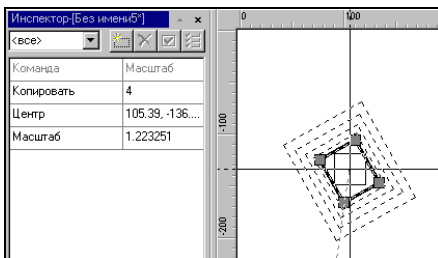 Инспектор-[Без имени5*]
<все>
Команда Масштаб
Копировать 4
Центр 105.39, -136....
Масштаб 1.223251
0 100
-100
-200